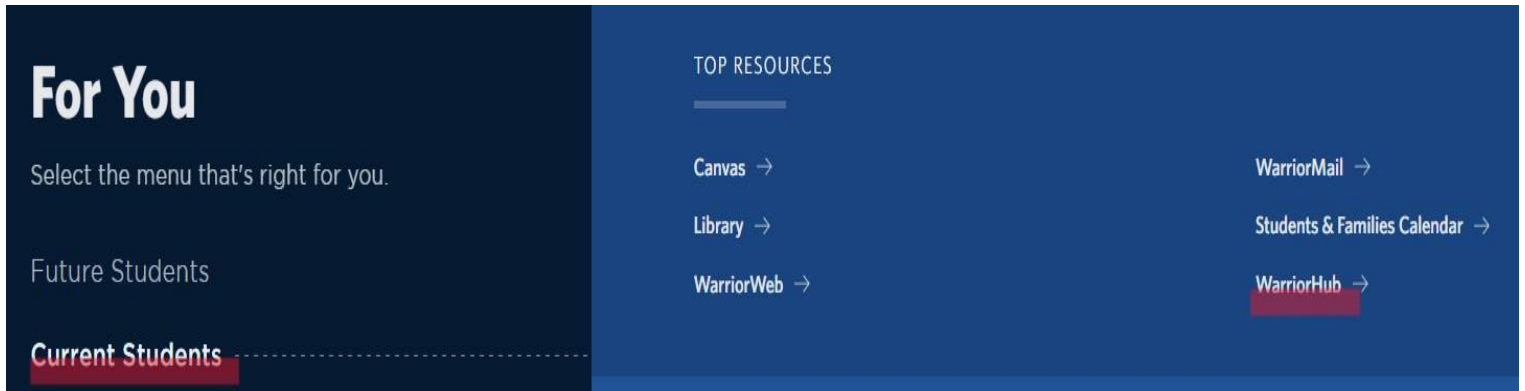 For You
Select the menu that's right for you.
Future Students
Current Students
TOP RESOURCES
Canvas →
Library →
WarriorWeb →
WarriorMail →
Students & Families Calendar →
WarriorHub →